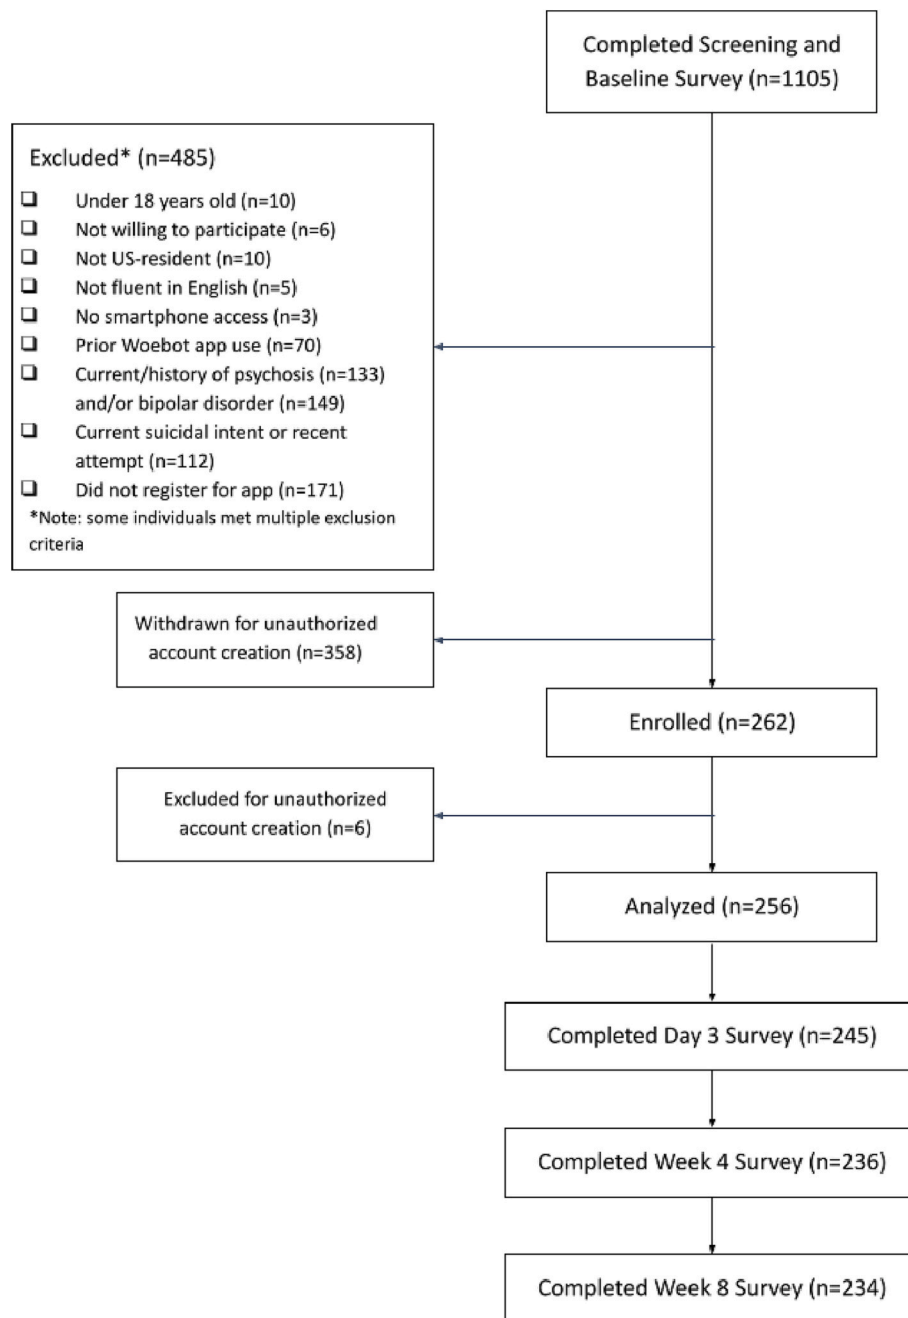 Completed Screening and
Baseline Survey (n=1105)
Excluded* (n=485)
❑ Under 18 years old (n=10)
❑ Not willing to participate (n=6)
❑ Not US-resident (n=10)
❑ Not fluent in English (n=5)
❑ No smartphone access (n=3)
❑ Prior Woebot app use (n=70)
❑ Current/history of psychosis (n=133)
and/or bipolar disorder (n=149)
❑ Current suicidal intent or recent
attempt (n=112)
❑ Did not register for app (n=171)
*Note: some individuals met multiple exclusion
criteria
Withdrawn for unauthorized
account creation (n=358)
Enrolled (n=262)
Excluded for unauthorized
account creation (n=6)
Analyzed (n=256)
Completed Day 3 Survey (n=245)
Completed Week 4 Survey (n=236)
Completed Week 8 Survey (n=234)